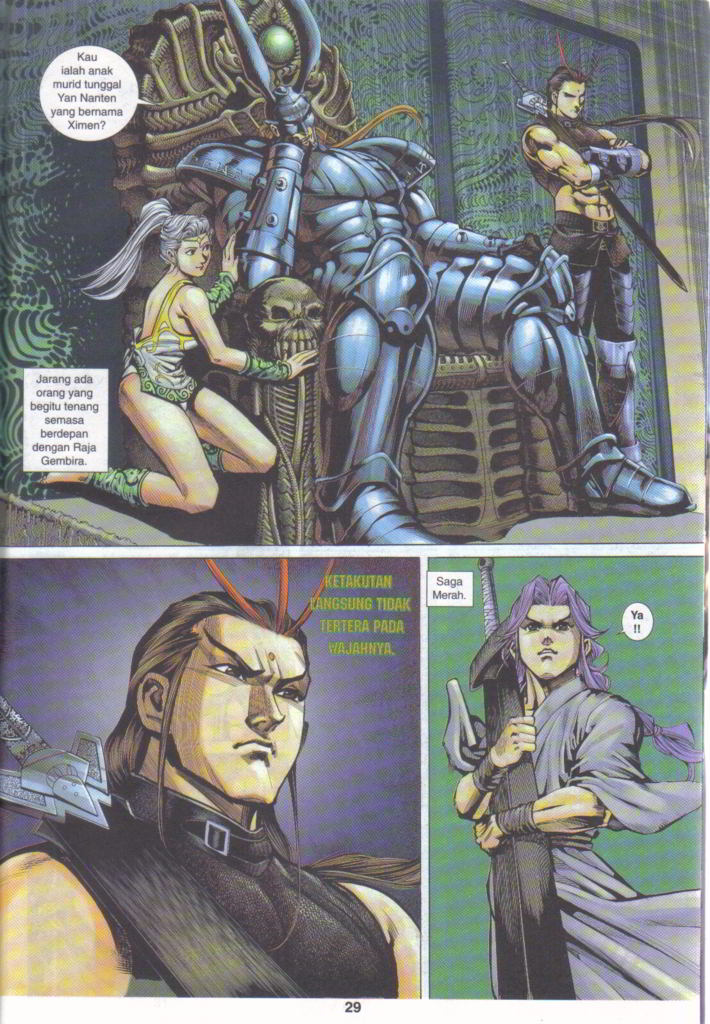 Kau
ialah anak
murid tunggal
Yan Nanten
yang bernama
Ximen?
Jarang ada
orang yang
begitu tenang
semasa
berdepan
dengan Raja
Gembira.
KETAKUTAN
LANGSUNG TIDAK
TERTERA PADA
WAJAHNYA.
Saga
Merah.
Ya
!!
29